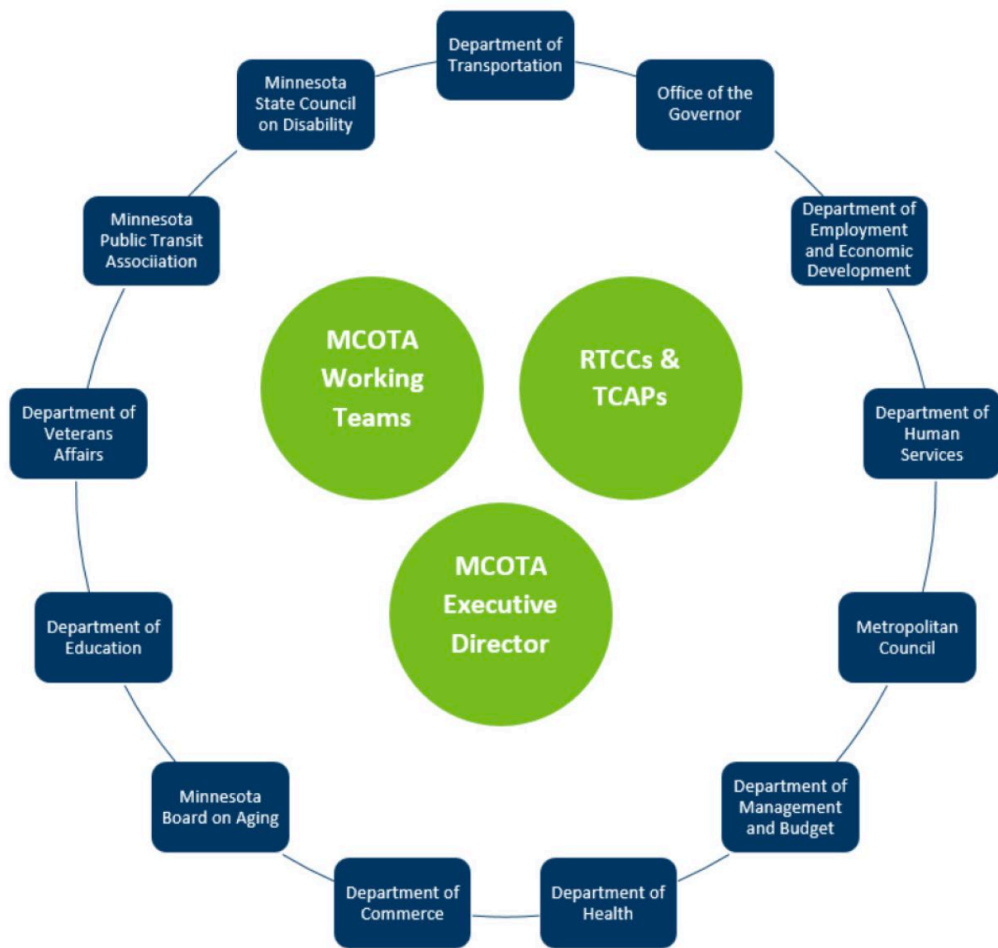 Department of
Transportation
Office of the
Governor
Department of
Employment
and Economic
Development
Department of
Human
Services
Metropolitan
Council
Department of
Management
and Budget
Department of
Health
Department of
Commerce
Minnesota
Board on Aging
Department of
Education
Department of
Veterans
Affairs
Minnesota
Public Transit
Associiation
Minnesota
State Council
on Disability
MCOTA
Working
Teams
RTCCs &
TCAPs
MCOTA
Executive
Director